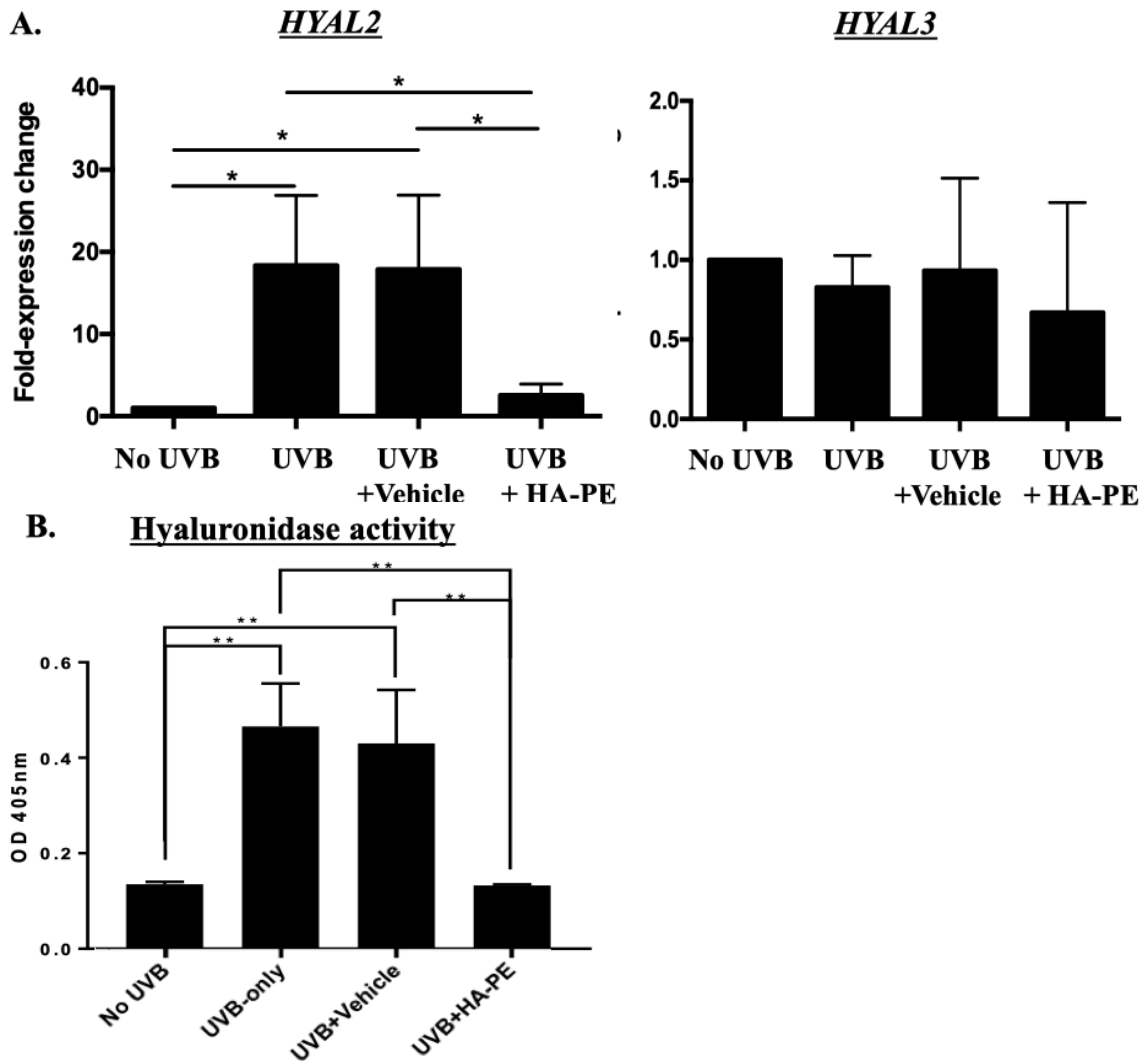 A.
HYAL2
HYAL3
Fold-expression change
40
30
20
10
0
*
*
*
*
No UVB
UVB
UVB
+Vehicle
UVB
+ HA-PE
2.0
1.5
1.0
0.5
0.0
No UVB
UVB
UVB
+Vehicle
UVB
+ HA-PE
B.
Hyaluronidase activity
**
**
**
**
OD 405nm
0.6
0.4
0.2
0.0
No UVB
UVB-only
UVB+Vehicle
UVB+HA-PE